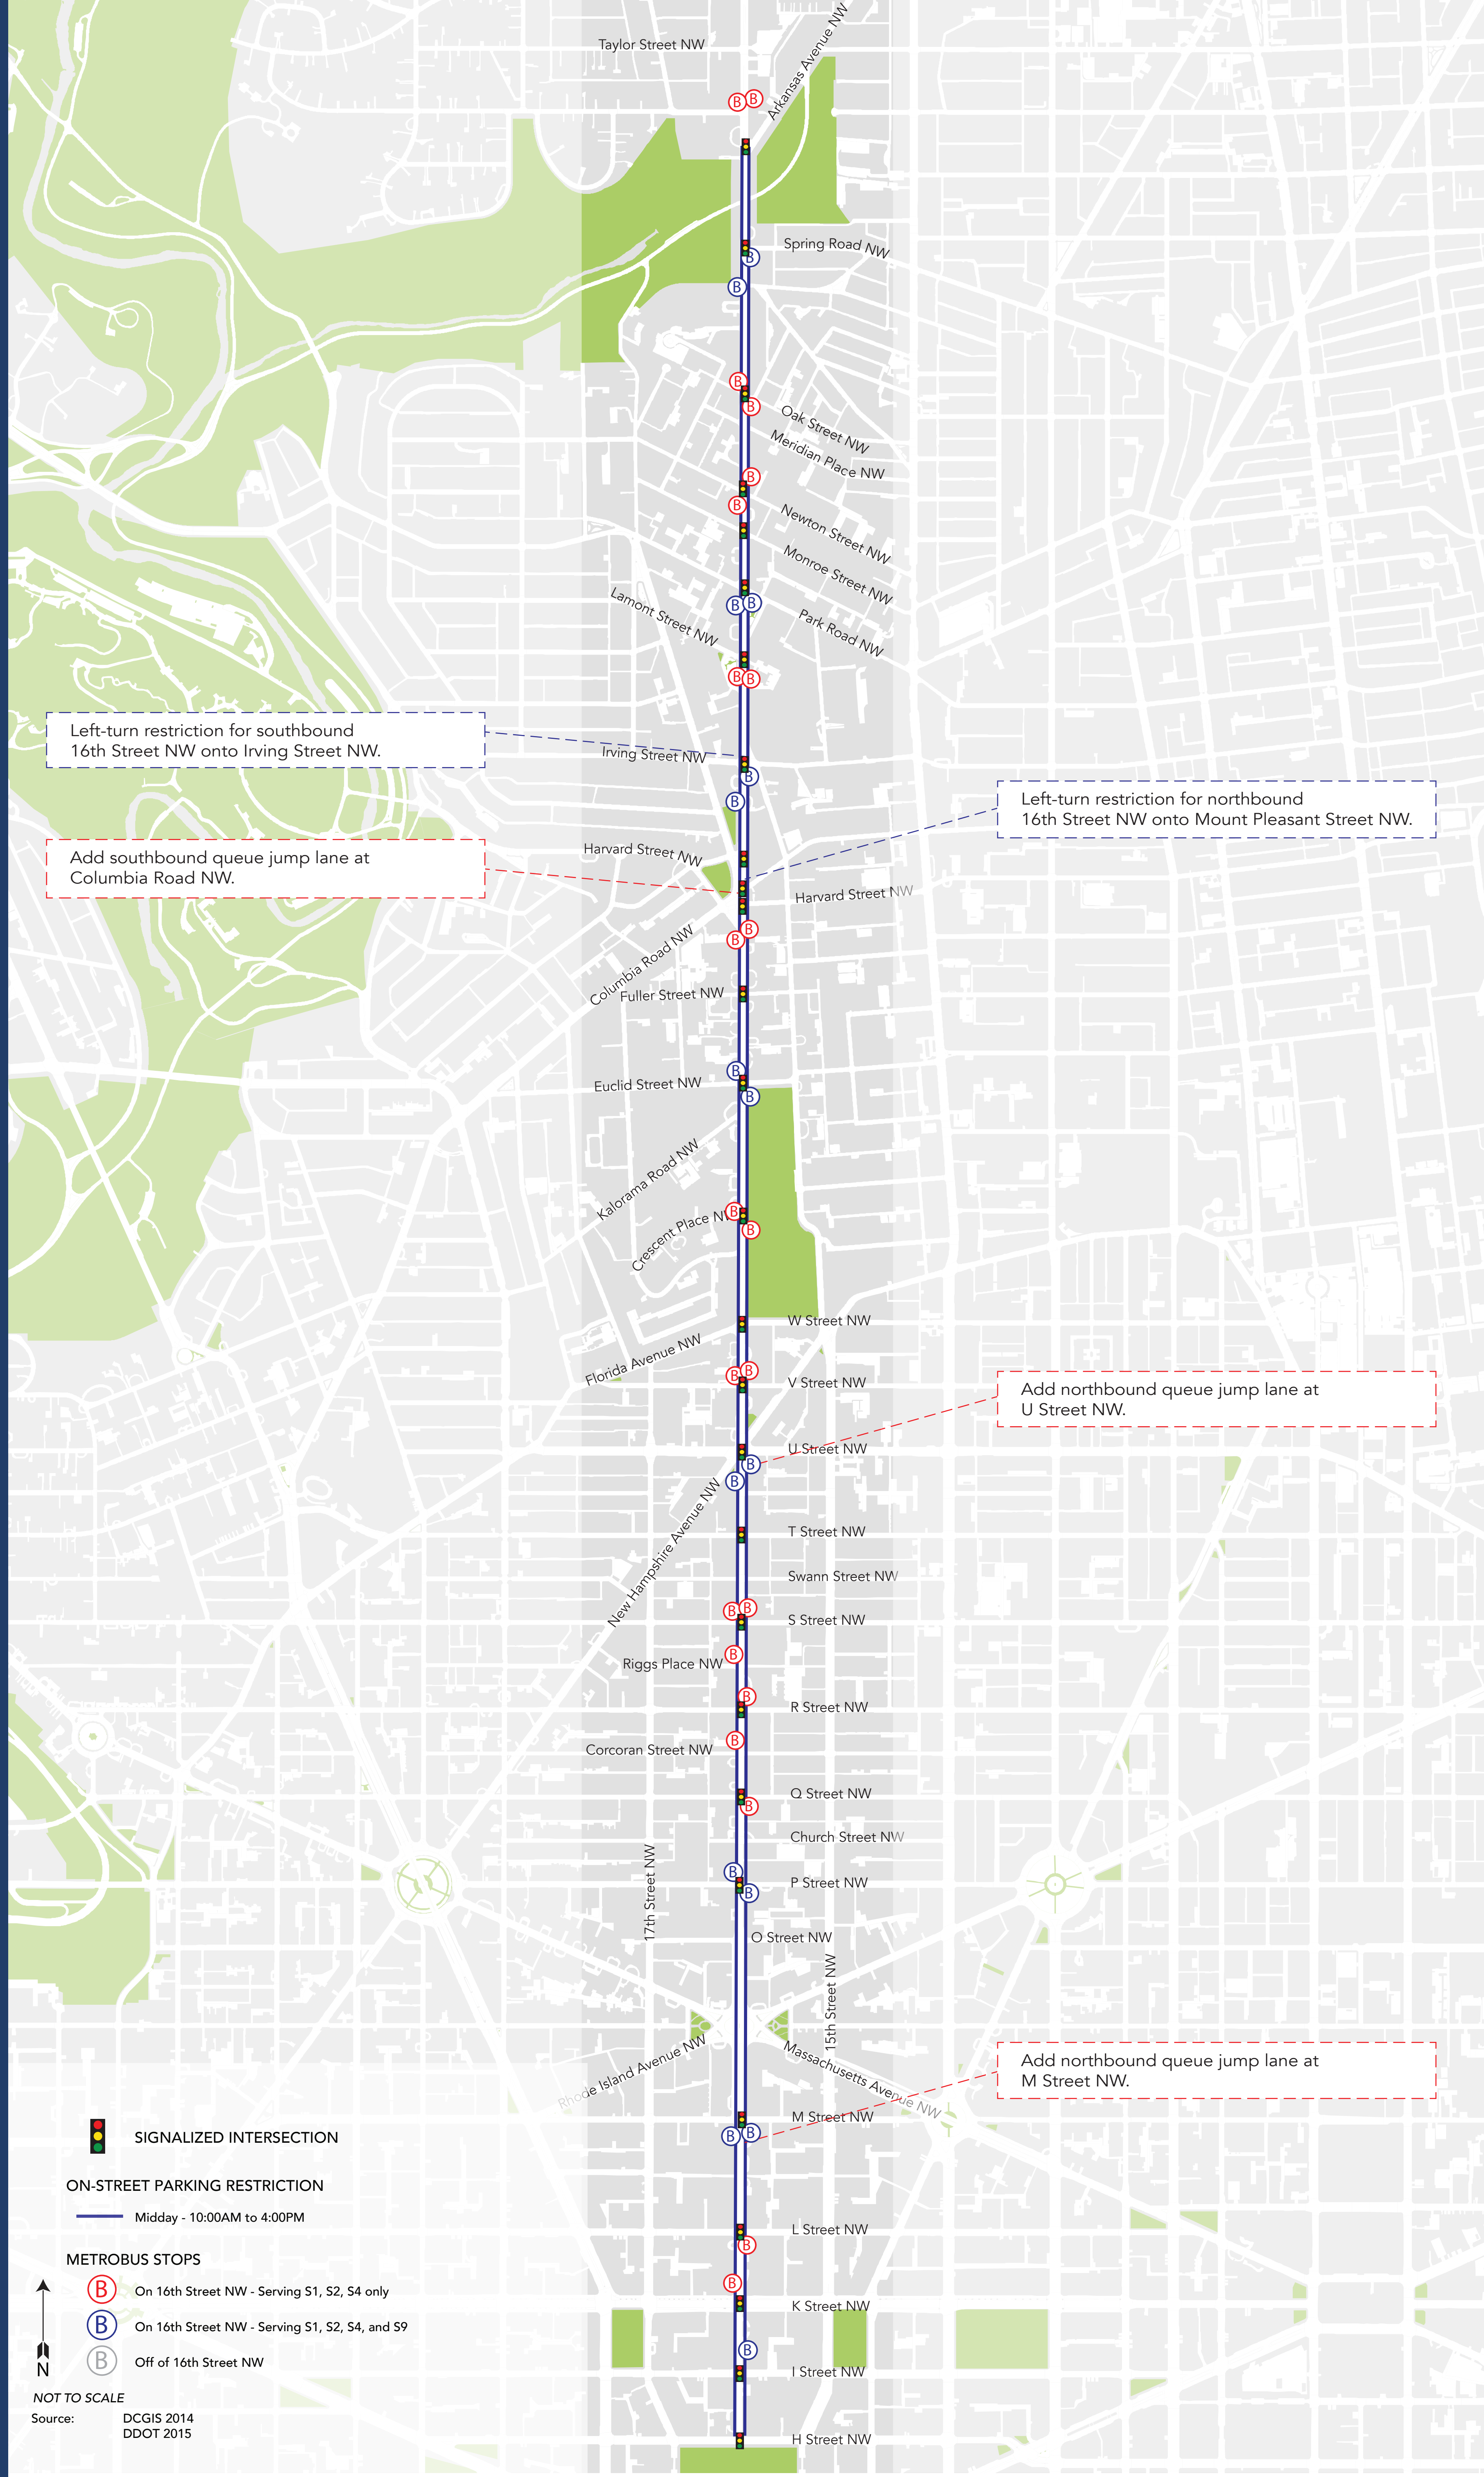 Taylor Street NW
Arkansas Avenue NW
B
B
Spring Road NW
B
B
B
B
Oak Street NW
Meridian Place NW
B
B
Newton Street NW
Monroe Street NW
Lamont Street NW
B
B
Park Road NW
B
B
Left-turn restriction for southbound
16th Street NW onto Irving Street NW.
Irving Street NW
B
B
Left-turn restriction for northbound
16th Street NW onto Mount Pleasant Street NW.
Harvard Street NW
Add southbound queue jump lane at
Columbia Road NW.
Harvard Street NW
B
B
Columbia Road NW
Fuller Street NW
B
Euclid Street NW
B
Kalorama Road NW
Crescent Place NW
B
B
W Street NW
Florida Avenue NW
B
B
V Street NW
Add northbound queue jump lane at
U Street NW.
U Street NW
B
B
New Hampshire Avenue NW
T Street NW
Swann Street NW
B
B
S Street NW
B
Riggs Place NW
B
R Street NW
B
Corcoran Street NW
Q Street NW
B
Church Street NW
B
17th Street NW
P Street NW
B
O Street NW
15th Street NW
Rhode Island Avenue NW
Massachusetts Avenue NW
Add northbound queue jump lane at
M Street NW.
M Street NW
B
B
L Street NW
B
B
K Street NW
B
I Street NW
H Street NW
SIGNALIZED INTERSECTION
ON-STREET PARKING RESTRICTION
Midday - 10:00AM to 4:00PM
METROBUS STOPS
B On 16th Street NW - Serving S1, S2, S4 only
B On 16th Street NW - Serving S1, S2, S4, and S9
B Off of 16th Street NW
N
NOT TO SCALE
Source: DCGIS 2014
DDOT 2015